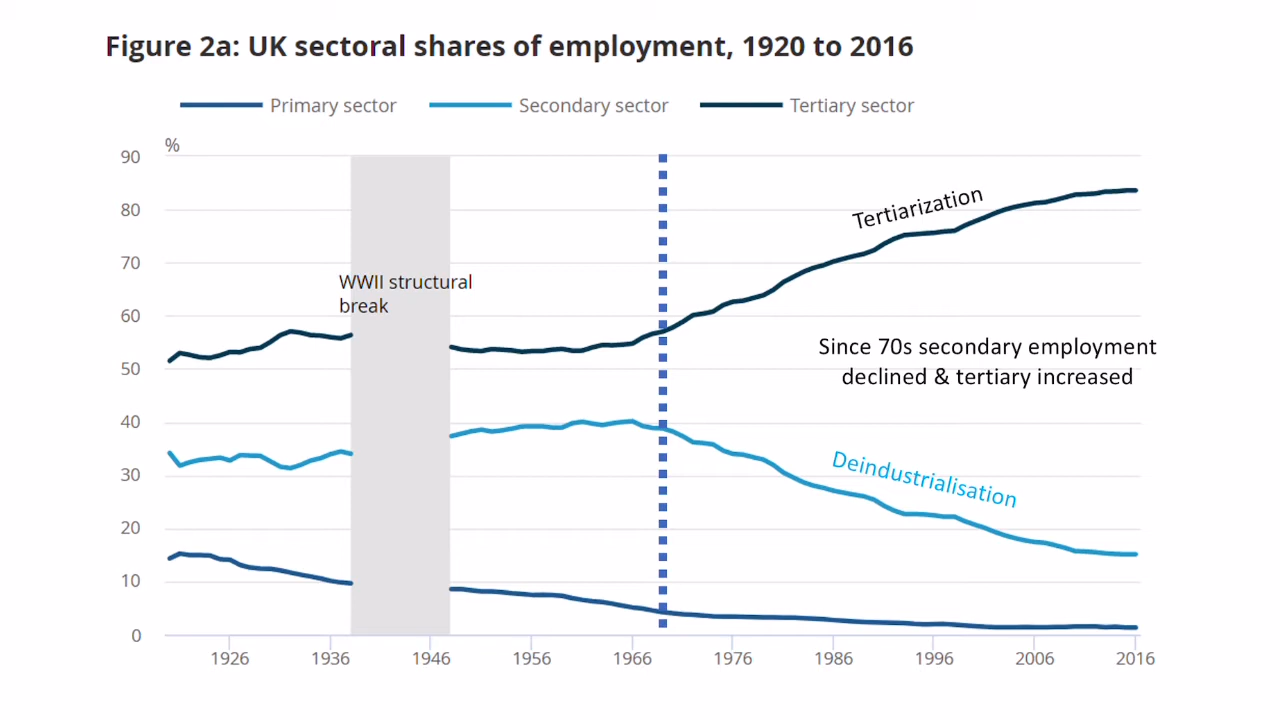 Figure 2a: UK sectoral shares of employment, 1920 to 2016
Primary sector
Secondary sector
Tertiary sector
%
90
80
70
60
50
40
30
20
10
0
Tertiarization
WWII structural
break
Since 70s secondary employment
declined & tertiary increased
Deindustrialisation
1926
1936
1946
1956
1966
1976
1986
1996
2006
2016